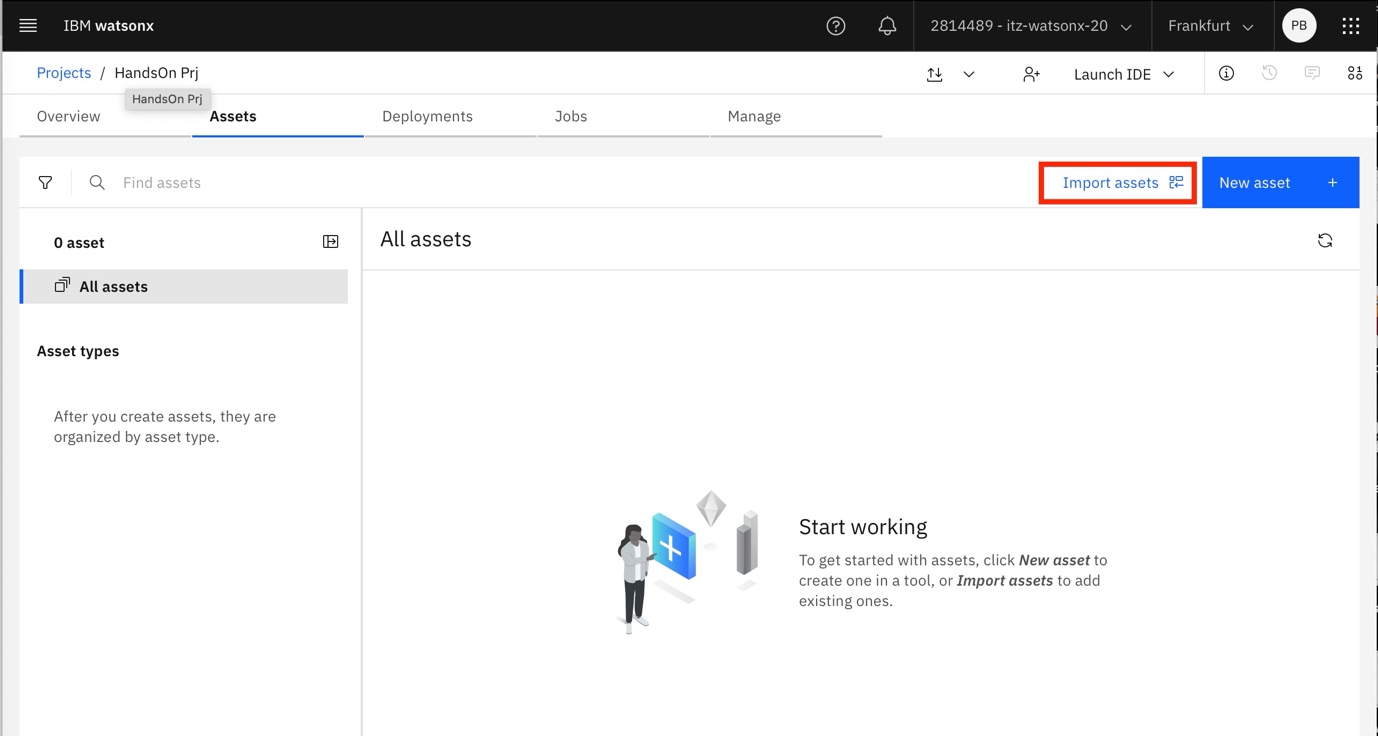 IBM watsonx
2814489 - itz-watsonx-20
Frankfurt
PB
Projects / HandsOn Prj
Launch IDE
HandsOn Prj
Overview
Assets
Deployments
Jobs
Manage
Find assets
Import assets
New asset +
0 asset
All assets
All assets
Asset types
After you create assets, they are
organized by asset type.
Start working
To get started with assets, click New asset to
create one in a tool, or Import assets to add
existing ones.